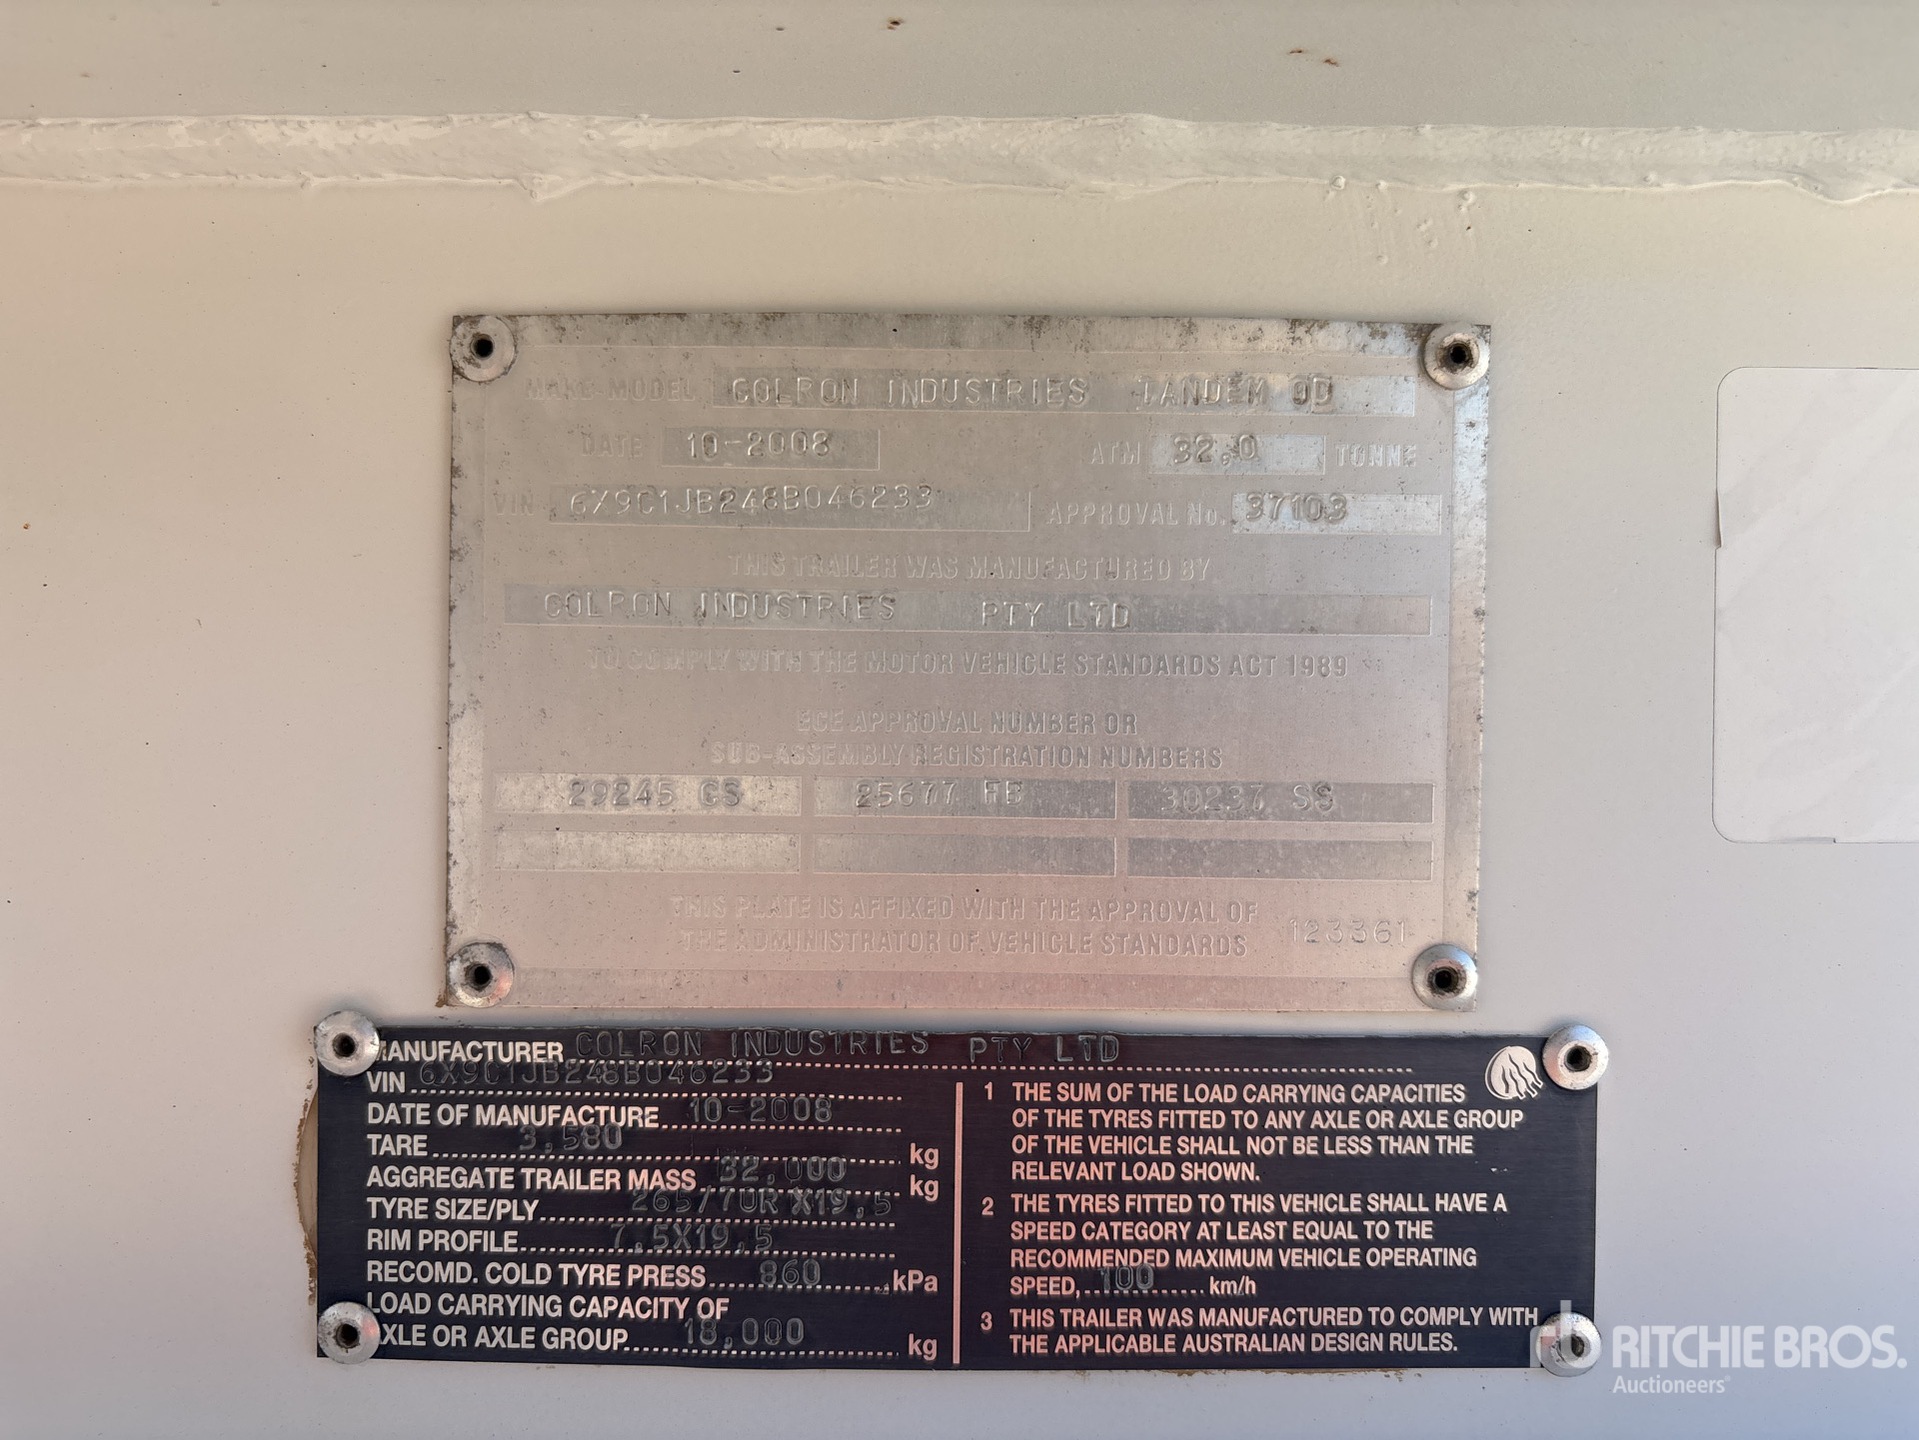 MAKE-MODEL COLRON INDUSTRIES TANDEM OD
DATE 10-2008 ATM 32,0 TONNE
VIN 6X9C1JB248B046233 APPROVAL No. 37103
THIS TRAILER WAS MANUFACTURED BY
COLRON INDUSTRIES PTY LTD
TO COMPLY WITH THE MOTOR VEHICLE STANDARDS ACT 1989
ECE APPROVAL NUMBER OR
SUB-ASSEMBLY REGISTRATION NUMBERS
29245 CS 25677 FB 30237 SS
THIS PLATE IS AFFIXED WITH THE APPROVAL OF
THE ADMINISTRATOR OF VEHICLE STANDARDS 123361
MANUFACTURER COLRON INDUSTRIES PTY LTD
VIN 6X9C1JB248B046233
DATE OF MANUFACTURE 10-2008
TARE 3,580 kg
AGGREGATE TRAILER MASS 32,000 kg
TYRE SIZE/PLY 265/70R X19,5
RIM PROFILE 7,5X19,5
RECOMD. COLD TYRE PRESS 860 kPa
LOAD CARRYING CAPACITY OF
AXLE OR AXLE GROUP 18,000 kg
1 THE SUM OF THE LOAD CARRYING CAPACITIES
OF THE TYRES FITTED TO ANY AXLE OR AXLE GROUP
OF THE VEHICLE SHALL NOT BE LESS THAN THE
RELEVANT LOAD SHOWN.
2 THE TYRES FITTED TO THIS VEHICLE SHALL HAVE A
SPEED CATEGORY AT LEAST EQUAL TO THE
RECOMMENDED MAXIMUM VEHICLE OPERATING
SPEED, 100 km/h
3 THIS TRAILER WAS MANUFACTURED TO COMPLY WITH
THE APPLICABLE AUSTRALIAN DESIGN RULES.
rb RITCHIE BROS.
Auctioneers